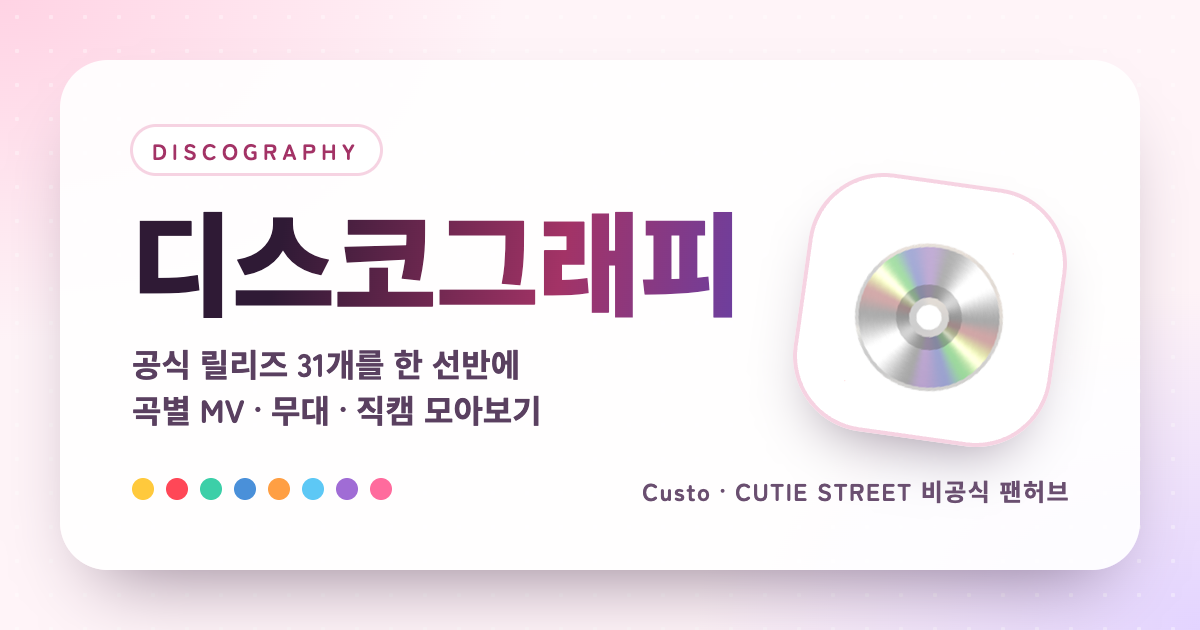 DISCOGRAPHY
디스코그래피
공식 릴리즈 31개를 한 선반에
곡별 MV · 무대 · 직캠 모아보기
Custo · CUTIE STREET 비공식 팬허브